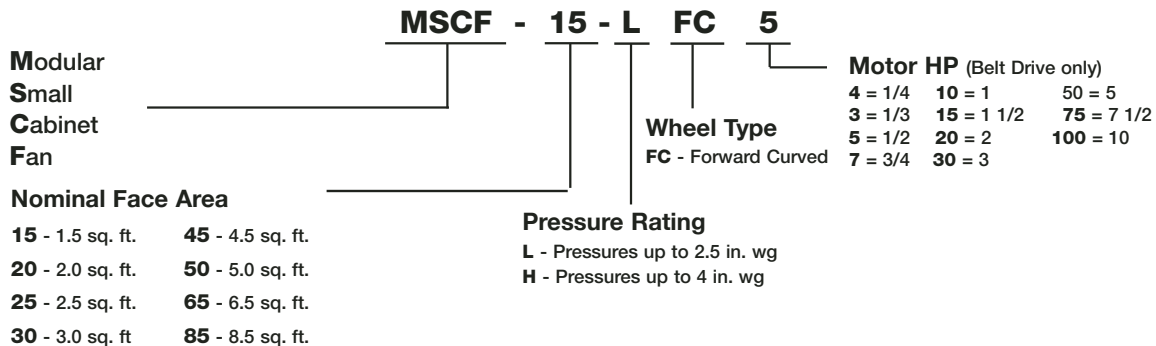 MSCF - 15 - L FC 5
Modular
Small
Cabinet
Fan
Nominal Face Area
15 - 1.5 sq. ft. 45 - 4.5 sq. ft.
20 - 2.0 sq. ft. 50 - 5.0 sq. ft.
25 - 2.5 sq. ft. 65 - 6.5 sq. ft.
30 - 3.0 sq. ft 85 - 8.5 sq. ft.
Pressure Rating
L - Pressures up to 2.5 in. wg
H - Pressures up to 4 in. wg
Wheel Type
FC - Forward Curved
Motor HP (Belt Drive only)
4 = 1/4 10 = 1 50 = 5
3 = 1/3 15 = 1 1/2 75 = 7 1/2
5 = 1/2 20 = 2 100 = 10
7 = 3/4 30 = 3